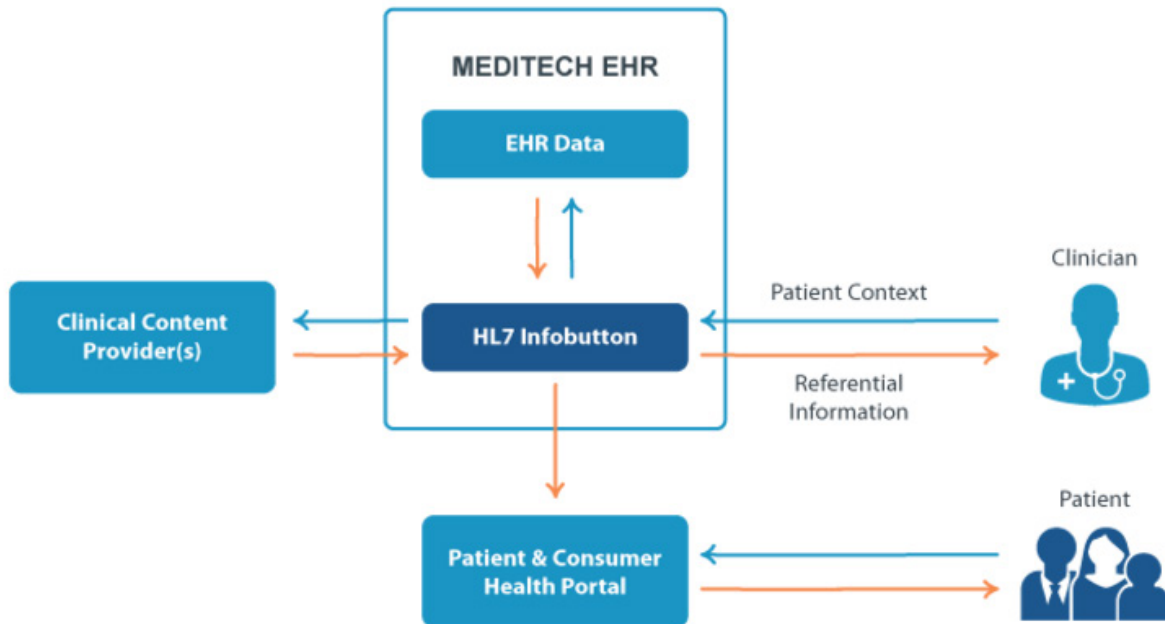 MEDITECH EHR
EHR Data
Clinician
Patient Context
Clinical Content
Provider(s)
HL7 Infobutton
Referential
Information
Patient
Patient & Consumer
Health Portal